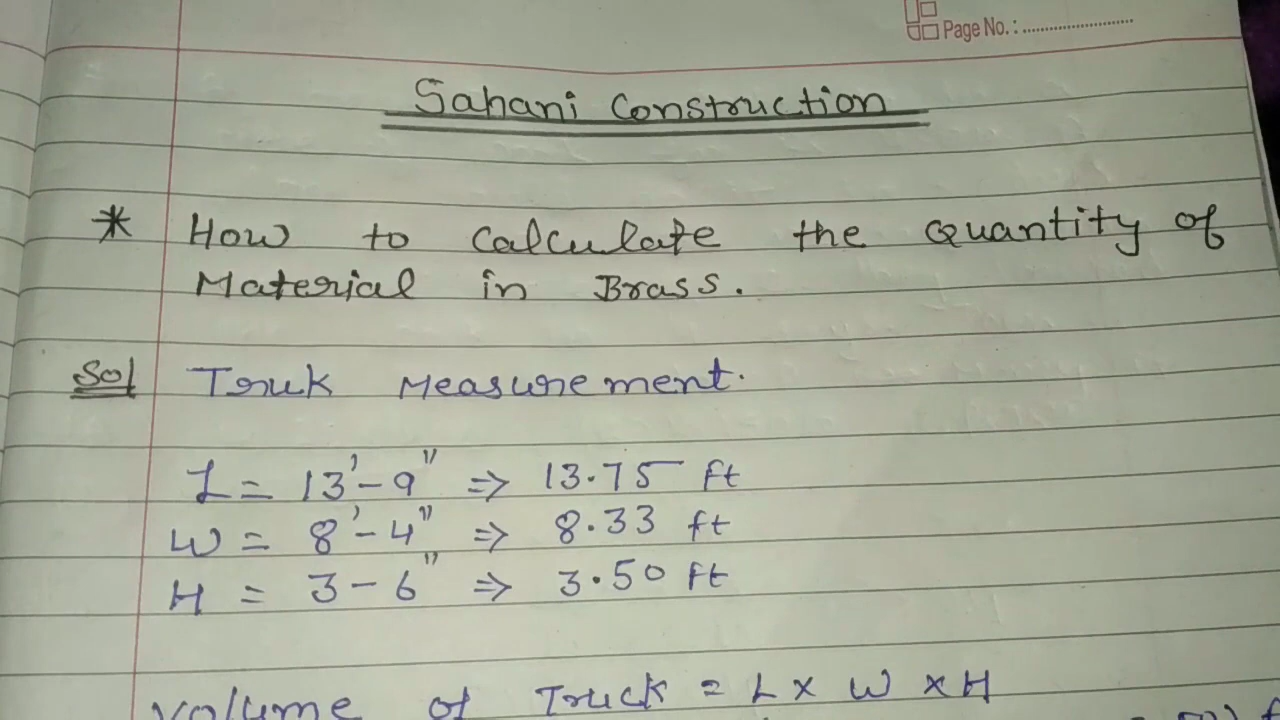 Page No. : ............................
Sahani Construction
* How to Calculate the Quantity of
Material in Brass.
Sol Truk Measurement.
L = 13'-9" ⇒ 13.75 ft
W = 8'-4" ⇒ 8.33 ft
H = 3-6" ⇒ 3.50 ft
Volume of Truck = L x W x H